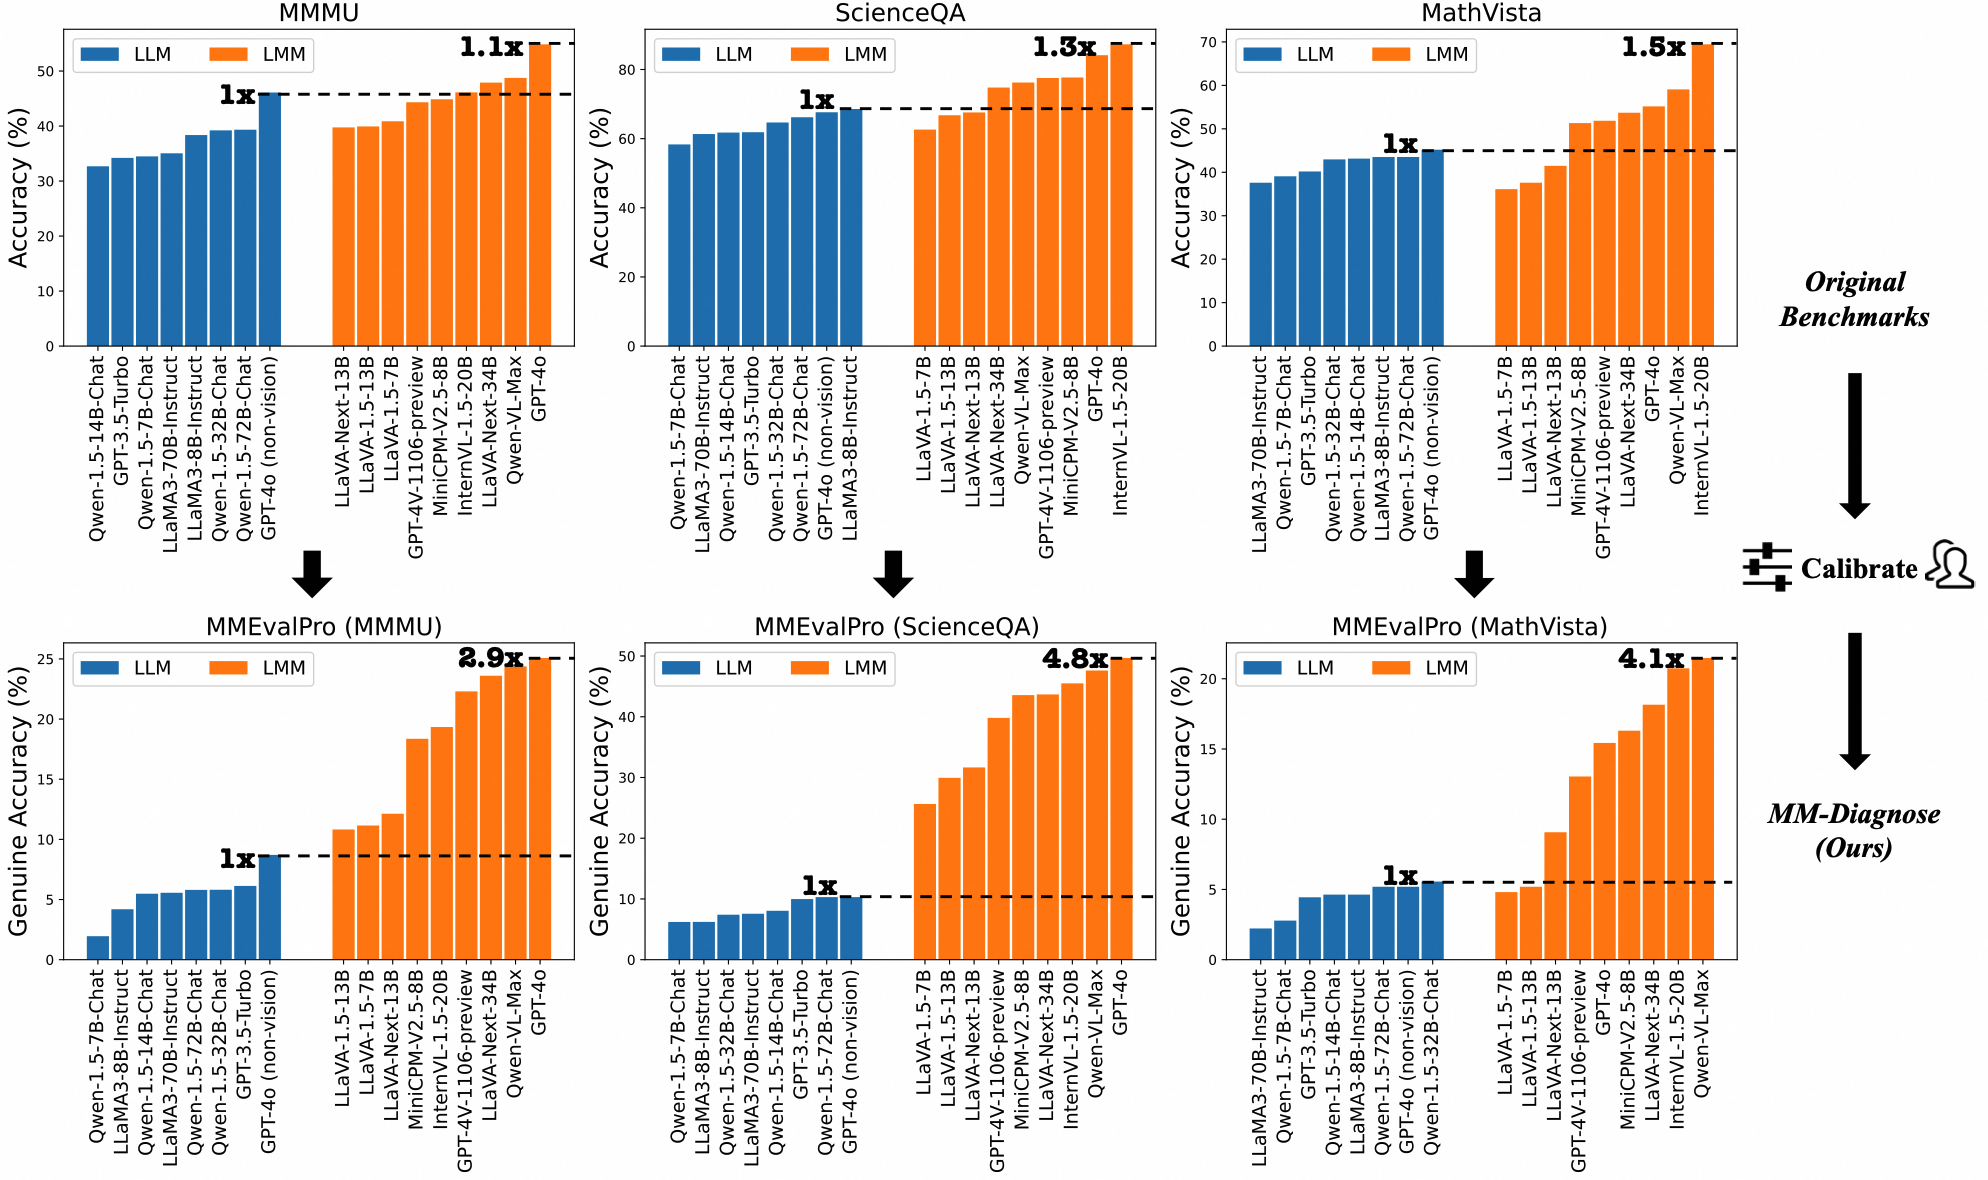 MMMU
LLM
LMM
1x
1.1x
Accuracy (%)
0
10
20
30
40
50
Qwen-1.5-14B-Chat
GPT-3.5-Turbo
Qwen-1.5-7B-Chat
LLaMA3-70B-Instruct
LLaMA3-8B-Instruct
Qwen-1.5-32B-Chat
Qwen-1.5-72B-Chat
GPT-4o (non-vision)
LLaVA-Next-13B
LLaVA-1.5-13B
LLaVA-1.5-7B
GPT-4V-1106-preview
MiniCPM-V2.5-8B
InternVL-1.5-20B
LLaVA-Next-34B
Qwen-VL-Max
GPT-4o
ScienceQA
LLM
LMM
1x
1.3x
Accuracy (%)
0
20
40
60
80
Qwen-1.5-7B-Chat
LLaMA3-70B-Instruct
Qwen-1.5-14B-Chat
GPT-3.5-Turbo
Qwen-1.5-32B-Chat
Qwen-1.5-72B-Chat
GPT-4o (non-vision)
LLaMA3-8B-Instruct
LLaVA-1.5-7B
LLaVA-1.5-13B
LLaVA-Next-13B
LLaVA-Next-34B
Qwen-VL-Max
GPT-4V-1106-preview
MiniCPM-V2.5-8B
GPT-4o
InternVL-1.5-20B
MathVista
LLM
LMM
1x
1.5x
Accuracy (%)
0
10
20
30
40
50
60
70
LLaMA3-70B-Instruct
Qwen-1.5-7B-Chat
GPT-3.5-Turbo
Qwen-1.5-32B-Chat
Qwen-1.5-14B-Chat
LLaMA3-8B-Instruct
Qwen-1.5-72B-Chat
GPT-4o (non-vision)
LLaVA-1.5-7B
LLaVA-1.5-13B
LLaVA-Next-13B
MiniCPM-V2.5-8B
GPT-4V-1106-preview
LLaVA-Next-34B
GPT-4o
Qwen-VL-Max
InternVL-1.5-20B
Original
Benchmarks
Calibrate
MM-Diagnose
(Ours)
MMEvalPro (MMMU)
LLM
LMM
1x
2.9x
Genuine Accuracy (%)
0
5
10
15
20
25
Qwen-1.5-7B-Chat
LLaMA3-8B-Instruct
Qwen-1.5-14B-Chat
LLaMA3-70B-Instruct
Qwen-1.5-72B-Chat
Qwen-1.5-32B-Chat
GPT-3.5-Turbo
GPT-4o (non-vision)
LLaVA-1.5-13B
LLaVA-1.5-7B
LLaVA-Next-13B
MiniCPM-V2.5-8B
InternVL-1.5-20B
GPT-4V-1106-preview
LLaVA-Next-34B
Qwen-VL-Max
GPT-4o
MMEvalPro (ScienceQA)
LLM
LMM
1x
4.8x
Genuine Accuracy (%)
0
10
20
30
40
50
Qwen-1.5-7B-Chat
LLaMA3-8B-Instruct
Qwen-1.5-32B-Chat
LLaMA3-70B-Instruct
Qwen-1.5-14B-Chat
GPT-3.5-Turbo
Qwen-1.5-72B-Chat
GPT-4o (non-vision)
LLaVA-1.5-7B
LLaVA-1.5-13B
LLaVA-Next-13B
GPT-4V-1106-preview
MiniCPM-V2.5-8B
LLaVA-Next-34B
InternVL-1.5-20B
Qwen-VL-Max
GPT-4o
MMEvalPro (MathVista)
LLM
LMM
1x
4.1x
Genuine Accuracy (%)
0
5
10
15
20
LLaMA3-70B-Instruct
Qwen-1.5-7B-Chat
GPT-3.5-Turbo
Qwen-1.5-14B-Chat
LLaMA3-8B-Instruct
Qwen-1.5-72B-Chat
GPT-4o (non-vision)
Qwen-1.5-32B-Chat
LLaVA-1.5-7B
LLaVA-1.5-13B
LLaVA-Next-13B
GPT-4V-1106-preview
GPT-4o
MiniCPM-V2.5-8B
LLaVA-Next-34B
InternVL-1.5-20B
Qwen-VL-Max